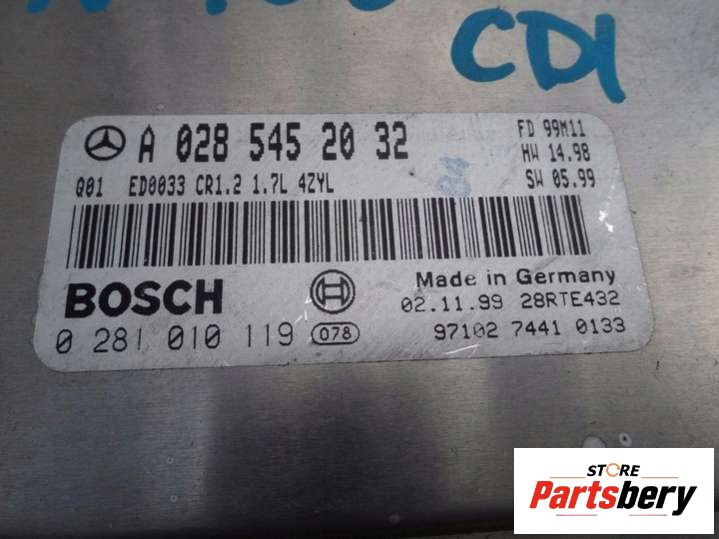 CDI
A 028 545 20 32
FD 99M11
HW 14.98
SW 05.99
Q01 ED0033 CR1.2 1.7L 4ZYL
BOSCH
Made in Germany
02.11.99 28RTE432
0 281 010 119 078
97102 7441 0133
STORE
Partsbery